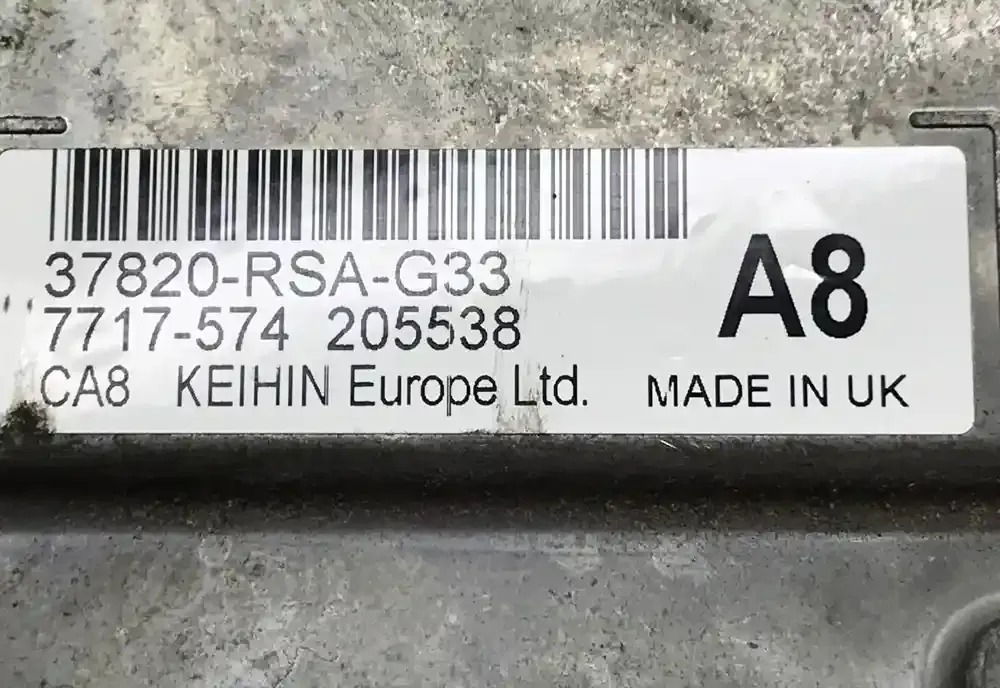 37820-RSA-G33
7717-574 205538
A8
CA8 KEIHIN Europe Ltd. MADE IN UK